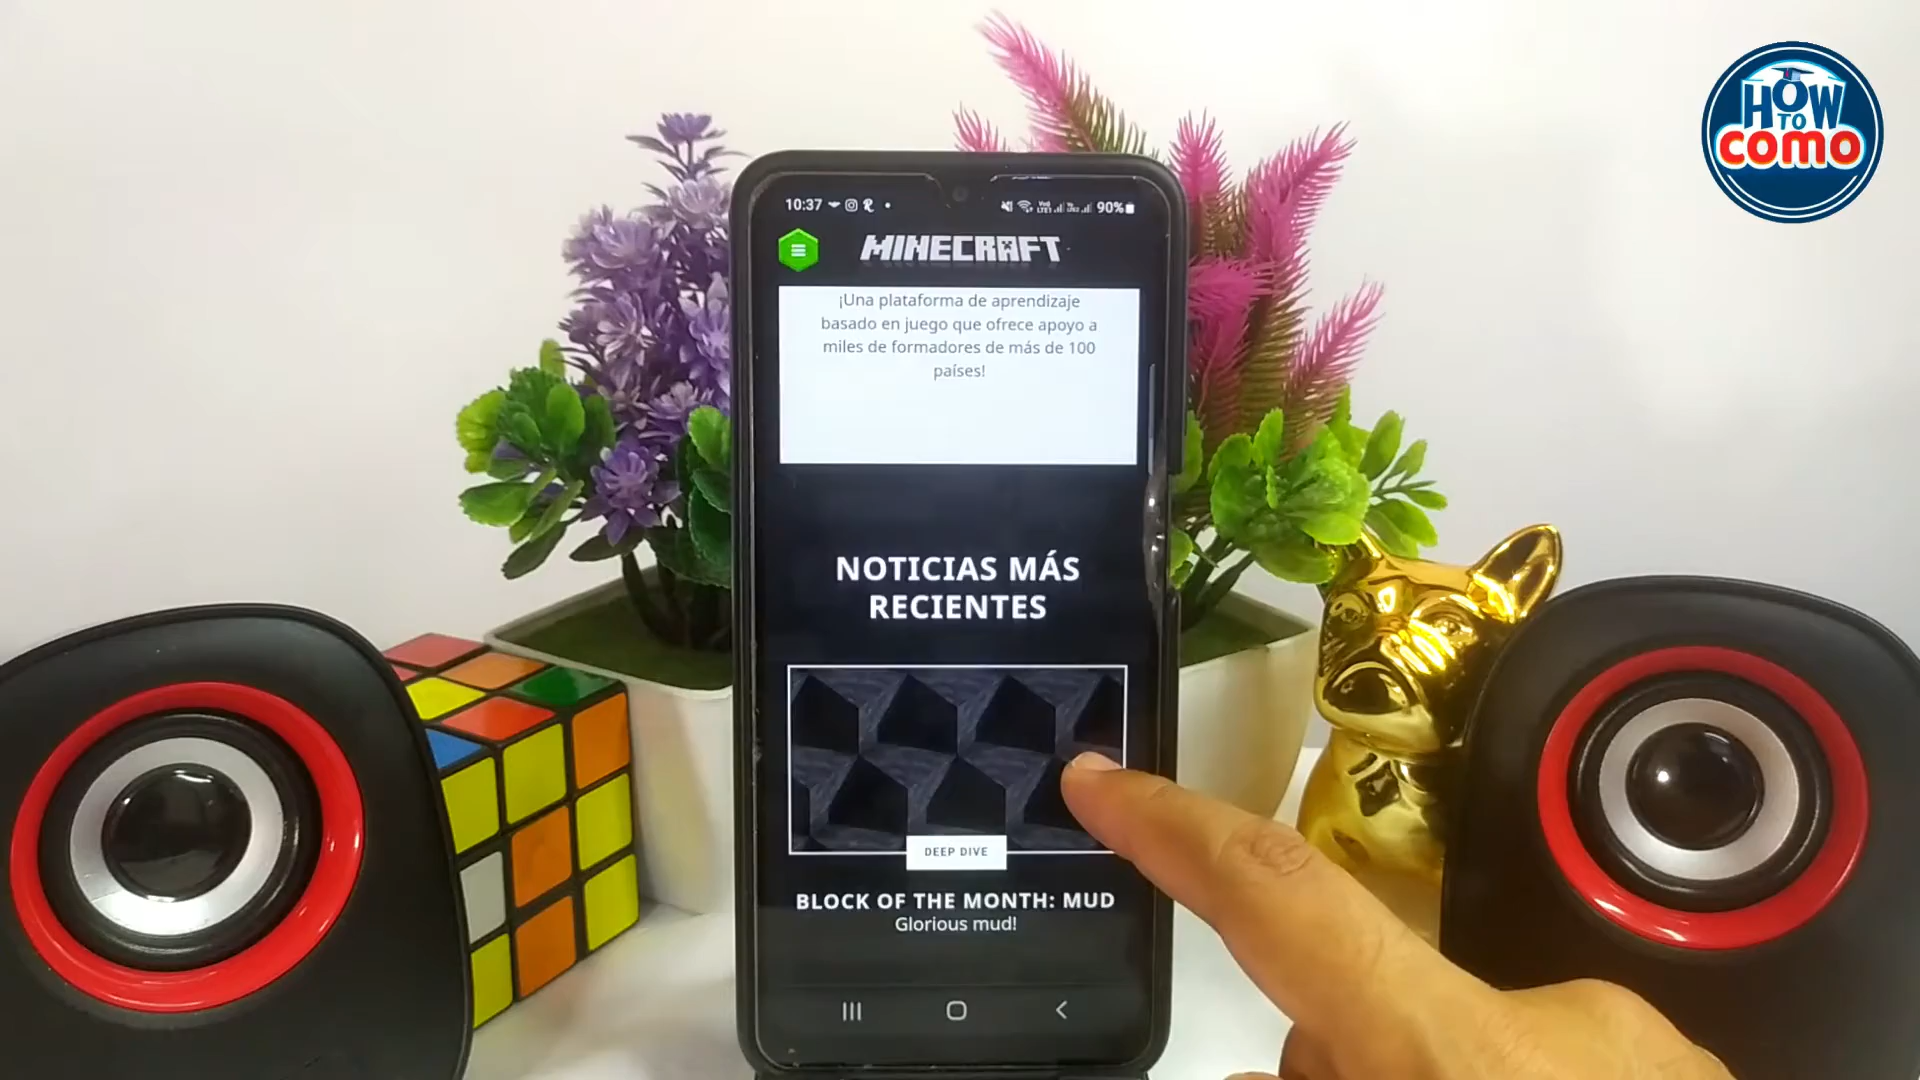 HOW
TO
COMO
10:37
90%
MINECRAFT
¡Una plataforma de aprendizaje
basado en juego que ofrece apoyo a
miles de formadores de más de 100
países!
NOTICIAS MÁS
RECIENTES
DEEP DIVE
BLOCK OF THE MONTH: MUD
Glorious mud!